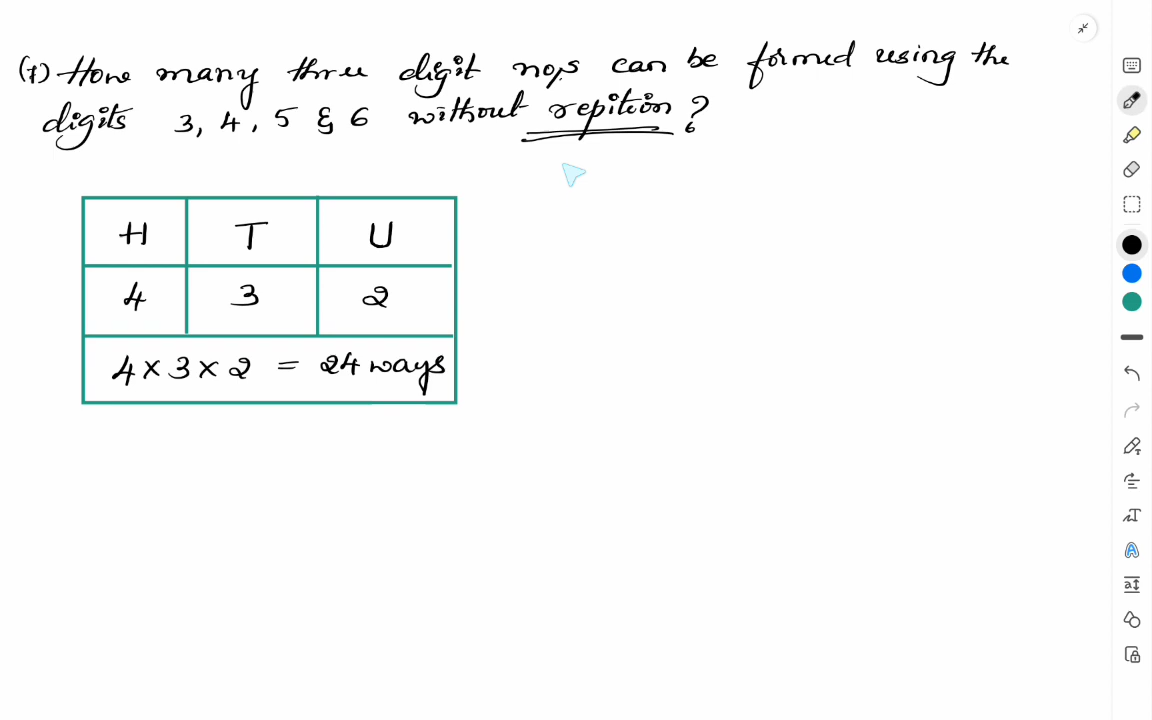 (1) How many three digit nos can be formed using the
digits 3, 4, 5 & 6 without repition ?
H T U
4 3 2
4 × 3 × 2 = 24 ways